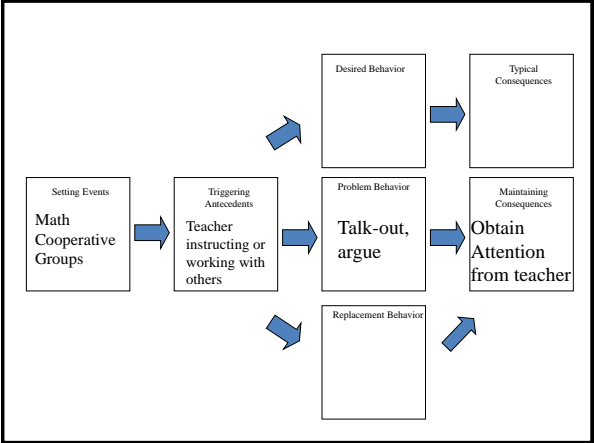 Desired Behavior
Typical
Consequences
Setting Events
Math
Cooperative
Groups
Triggering
Antecedents
Teacher
instructing or
working with
others
Problem Behavior
Talk-out,
argue
Maintaining
Consequences
Obtain
Attention
from teacher
Replacement Behavior